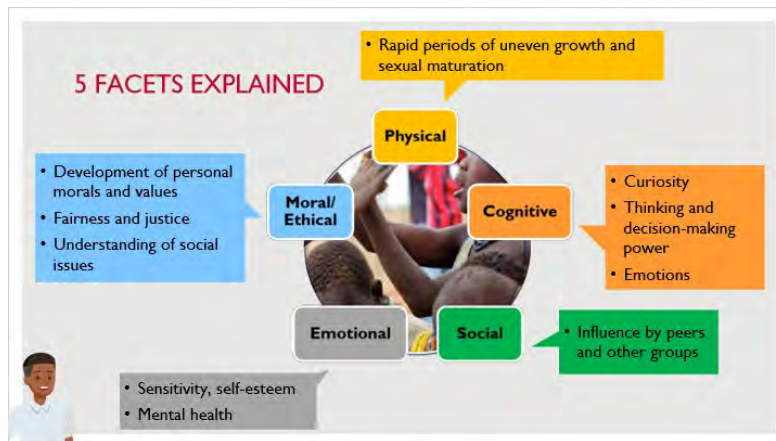 5 FACETS EXPLAINED
• Rapid periods of uneven growth and
sexual maturation
Physical
• Development of personal
morals and values
• Fairness and justice
• Understanding of social
issues
Moral/
Ethical
Cognitive
• Curiosity
• Thinking and
decision-making
power
• Emotions
Emotional
Social
• Influence by peers
and other groups
• Sensitivity, self-esteem
• Mental health